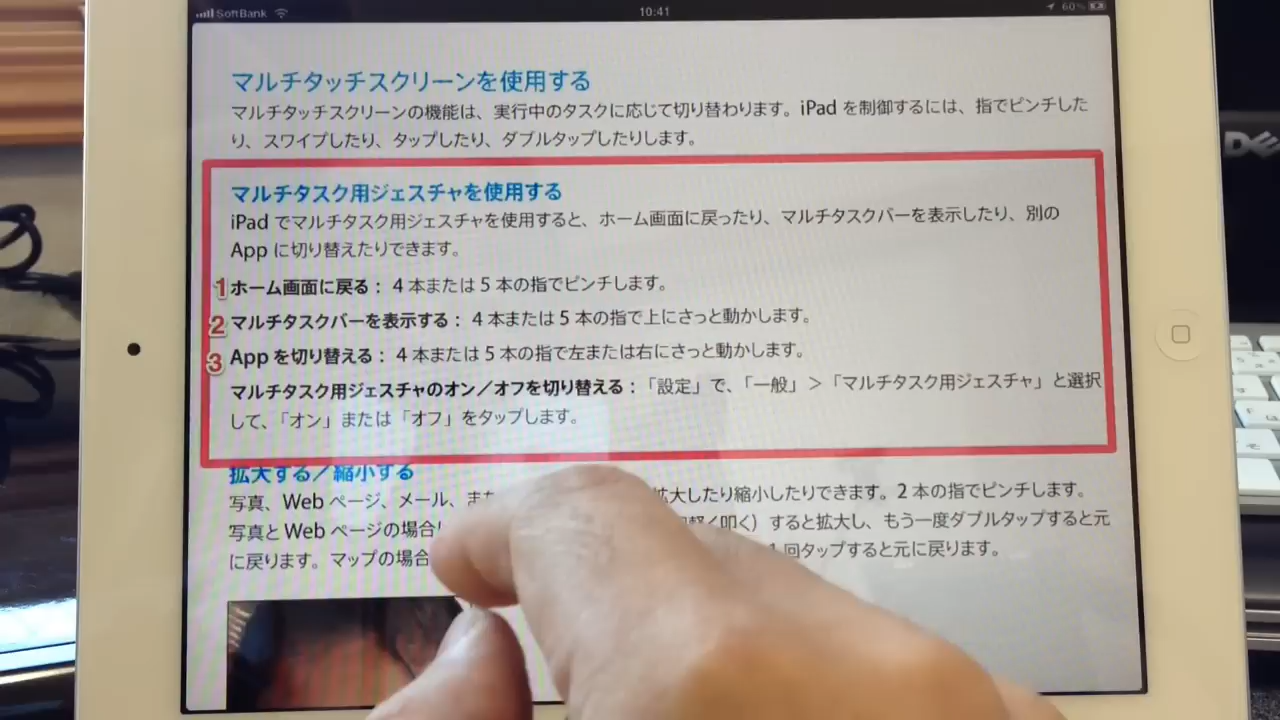 SoftBank 10:41 60%
マルチタッチスクリーンを使用する
マルチタッチスクリーンの機能は、実行中のタスクに応じて切り替わります。iPad を制御するには、指でピンチした
り、スワイプしたり、タップしたり、ダブルタップしたりします。
マルチタスク用ジェスチャを使用する
iPad でマルチタスク用ジェスチャを使用すると、ホーム画面に戻ったり、マルチタスクバーを表示したり、別の
App に切り替えたりできます。
1 ホーム画面に戻る： 4 本または 5 本の指でピンチします。
2 マルチタスクバーを表示する： 4 本または 5 本の指で上にさっと動かします。
3 App を切り替える： 4 本または 5 本の指で左または右にさっと動かします。
マルチタスク用ジェスチャのオン／オフを切り替える：「設定」で、「一般」＞「マルチタスク用ジェスチャ」と選択
して、「オン」または「オフ」をタップします。
拡大する／縮小する
写真、Web ページ、メール、また 拡大したり縮小したりできます。2 本の指でピンチします。
写真と Web ページの場合 軽く叩く）すると拡大し、もう一度ダブルタップすると元
に戻ります。マップの場合 1 回タップすると元に戻ります。